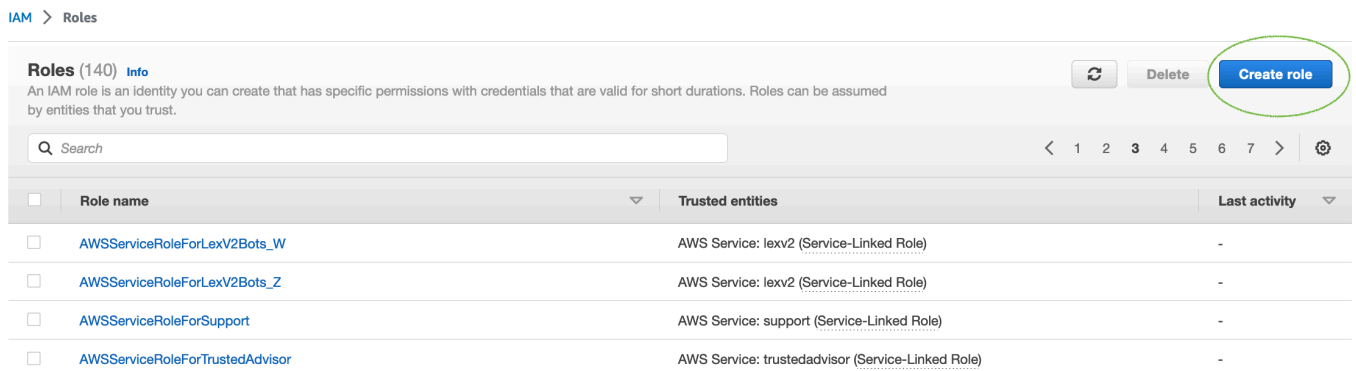 IAM > Roles
Roles (140) Info
An IAM role is an identity you can create that has specific permissions with credentials that are valid for short durations. Roles can be assumed
by entities that you trust.
Delete
Create role
Search
1 2 3 4 5 6 7
Role name Trusted entities Last activity
AWSServiceRoleForLexV2Bots_W AWS Service: lexv2 (Service-Linked Role) -
AWSServiceRoleForLexV2Bots_Z AWS Service: lexv2 (Service-Linked Role) -
AWSServiceRoleForSupport AWS Service: support (Service-Linked Role) -
AWSServiceRoleForTrustedAdvisor AWS Service: trustedadvisor (Service-Linked Role) -